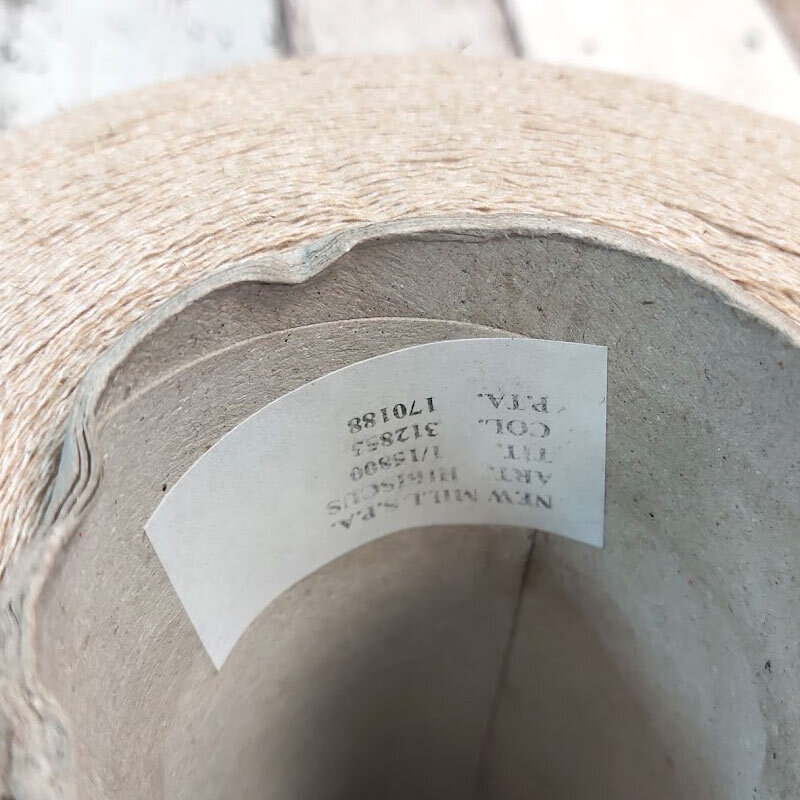 NEW MILL S.P.A.
ART. HIBISCUS
TIT. 1/15800
COL. 312853
P.TA. 170188